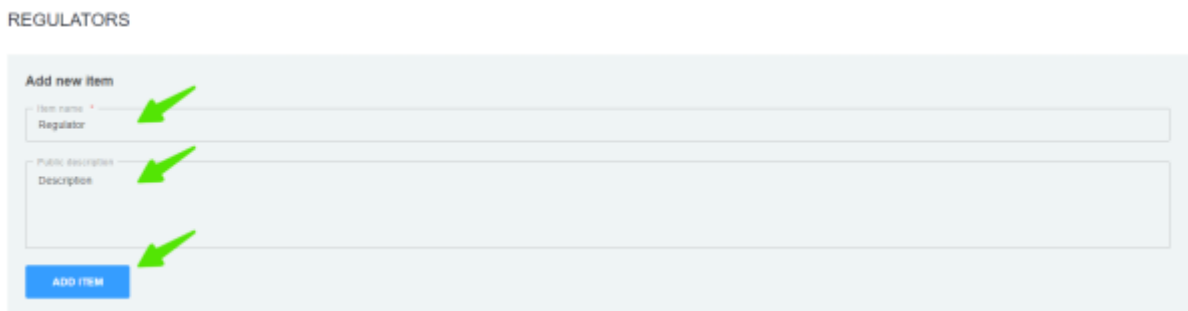 REGULATORS
Add new item
Item name *
Regulator
Public description
Description
ADD ITEM